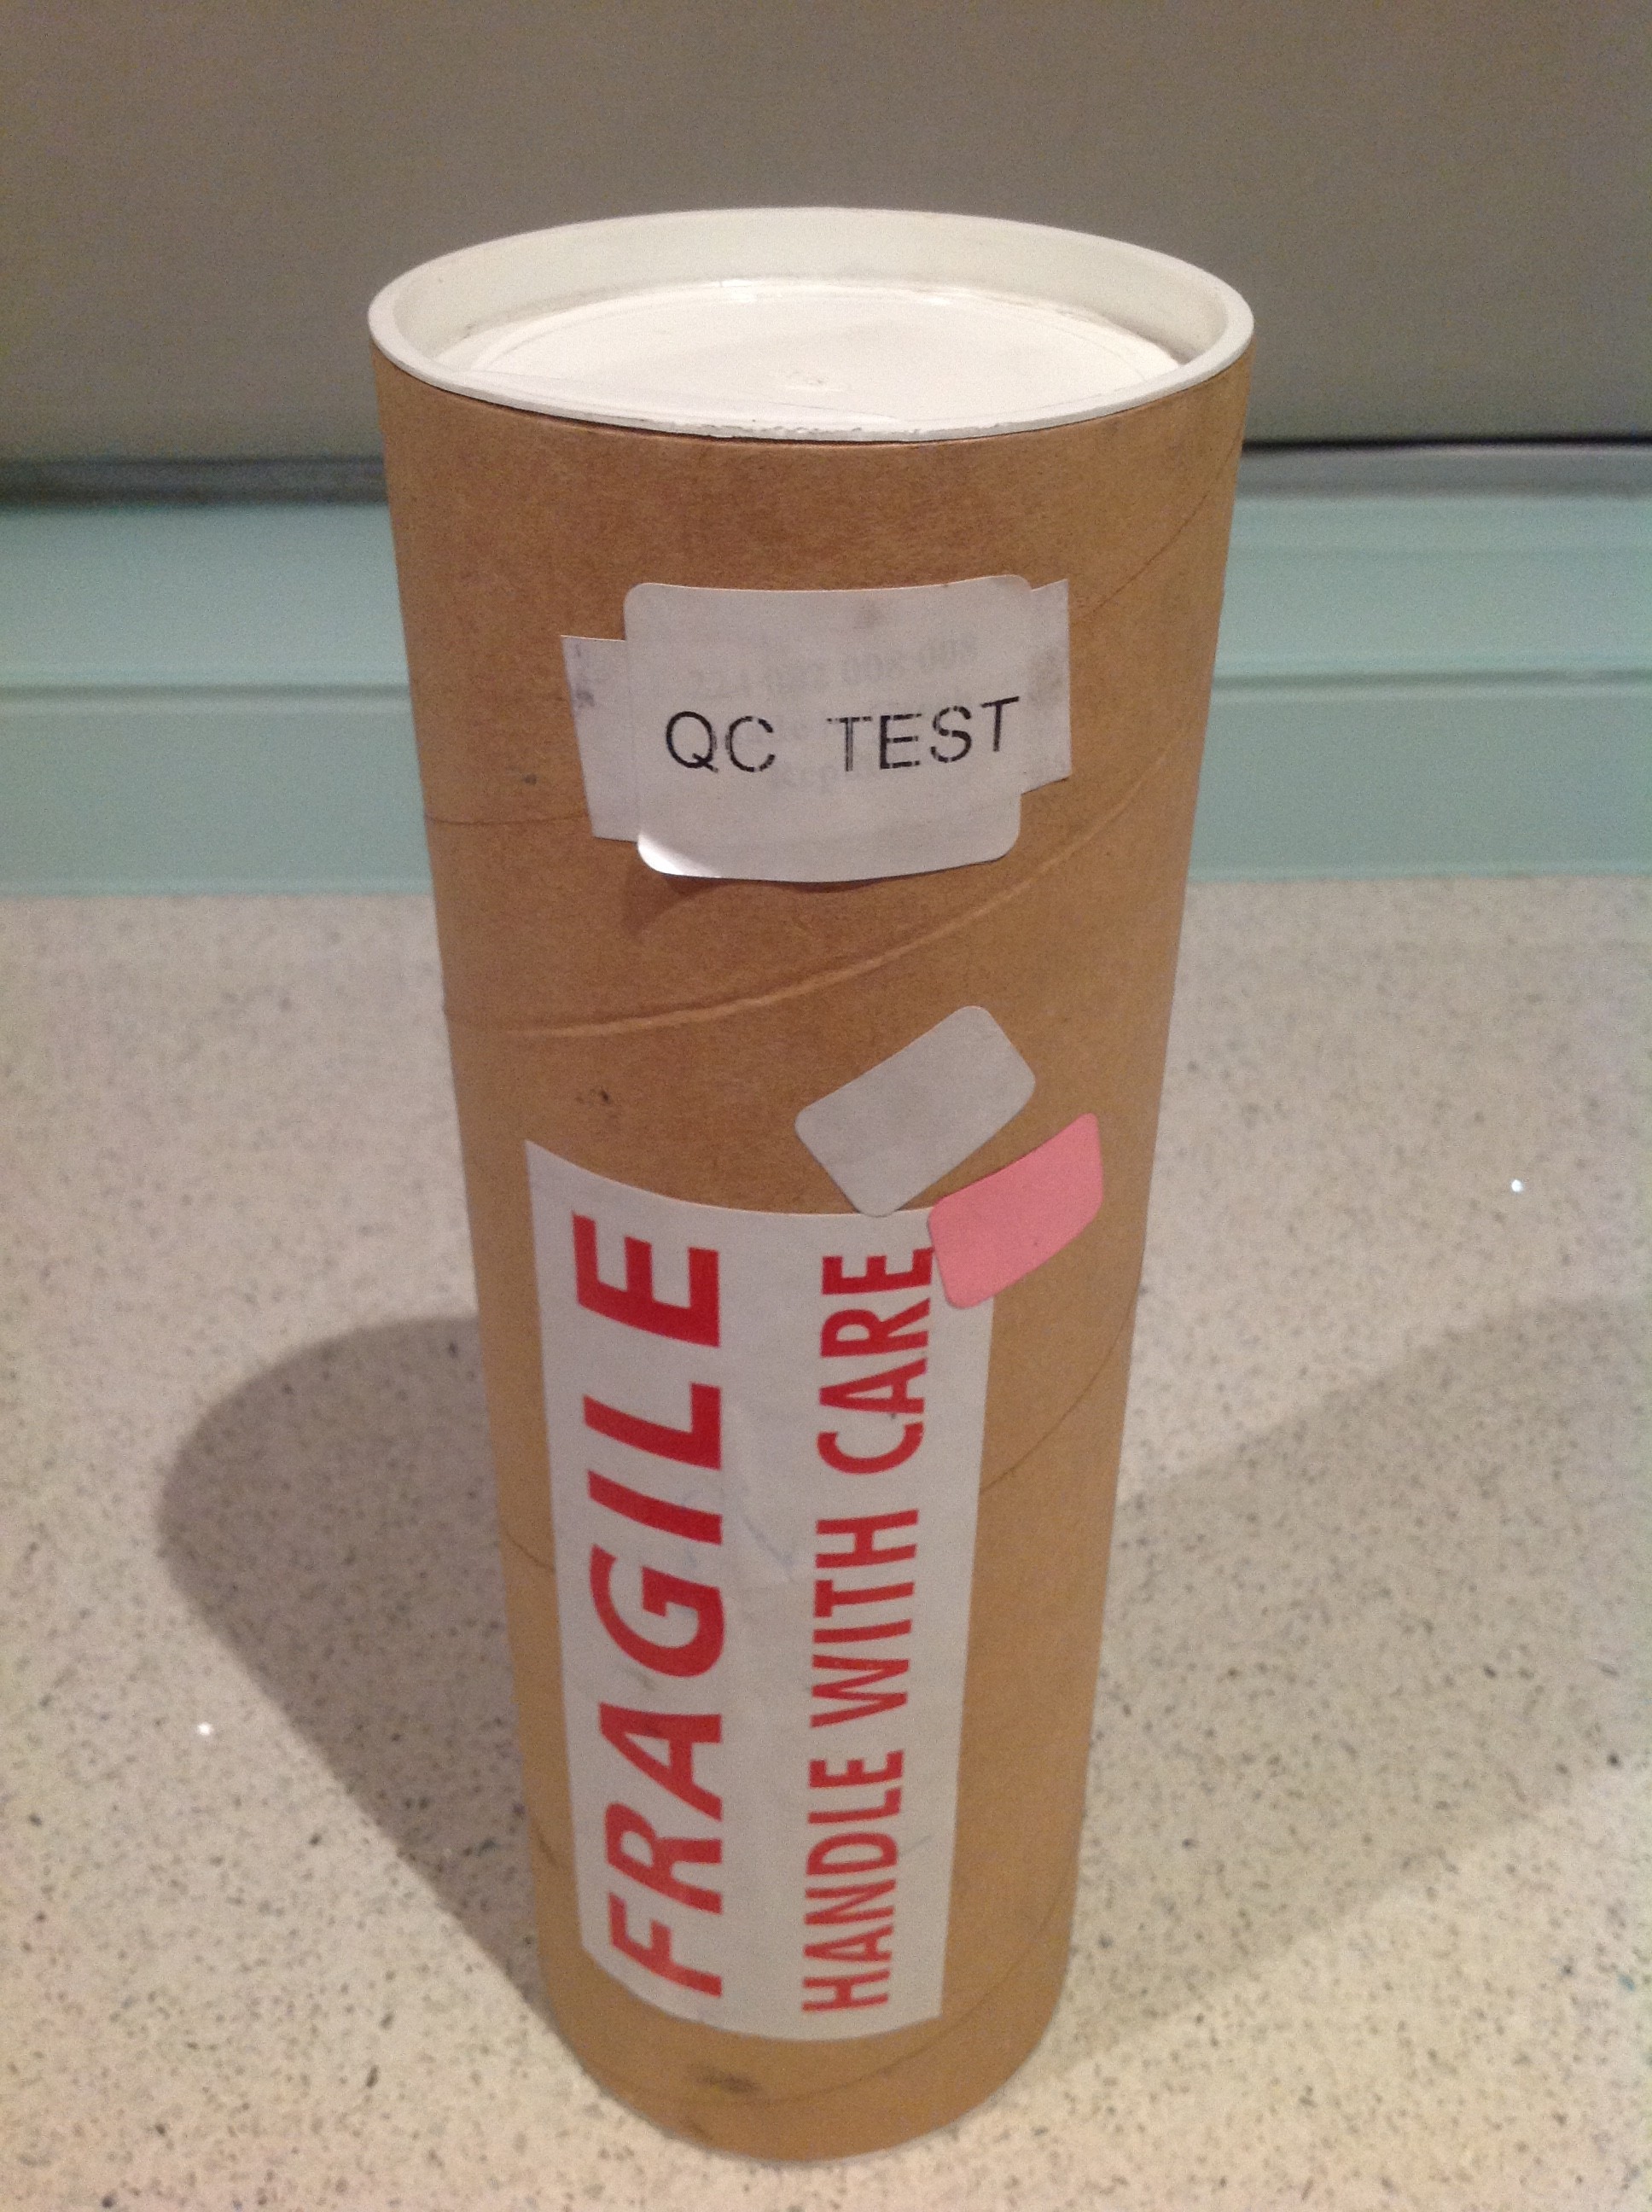 QC TEST
FRAGILE
HANDLE WITH CARE